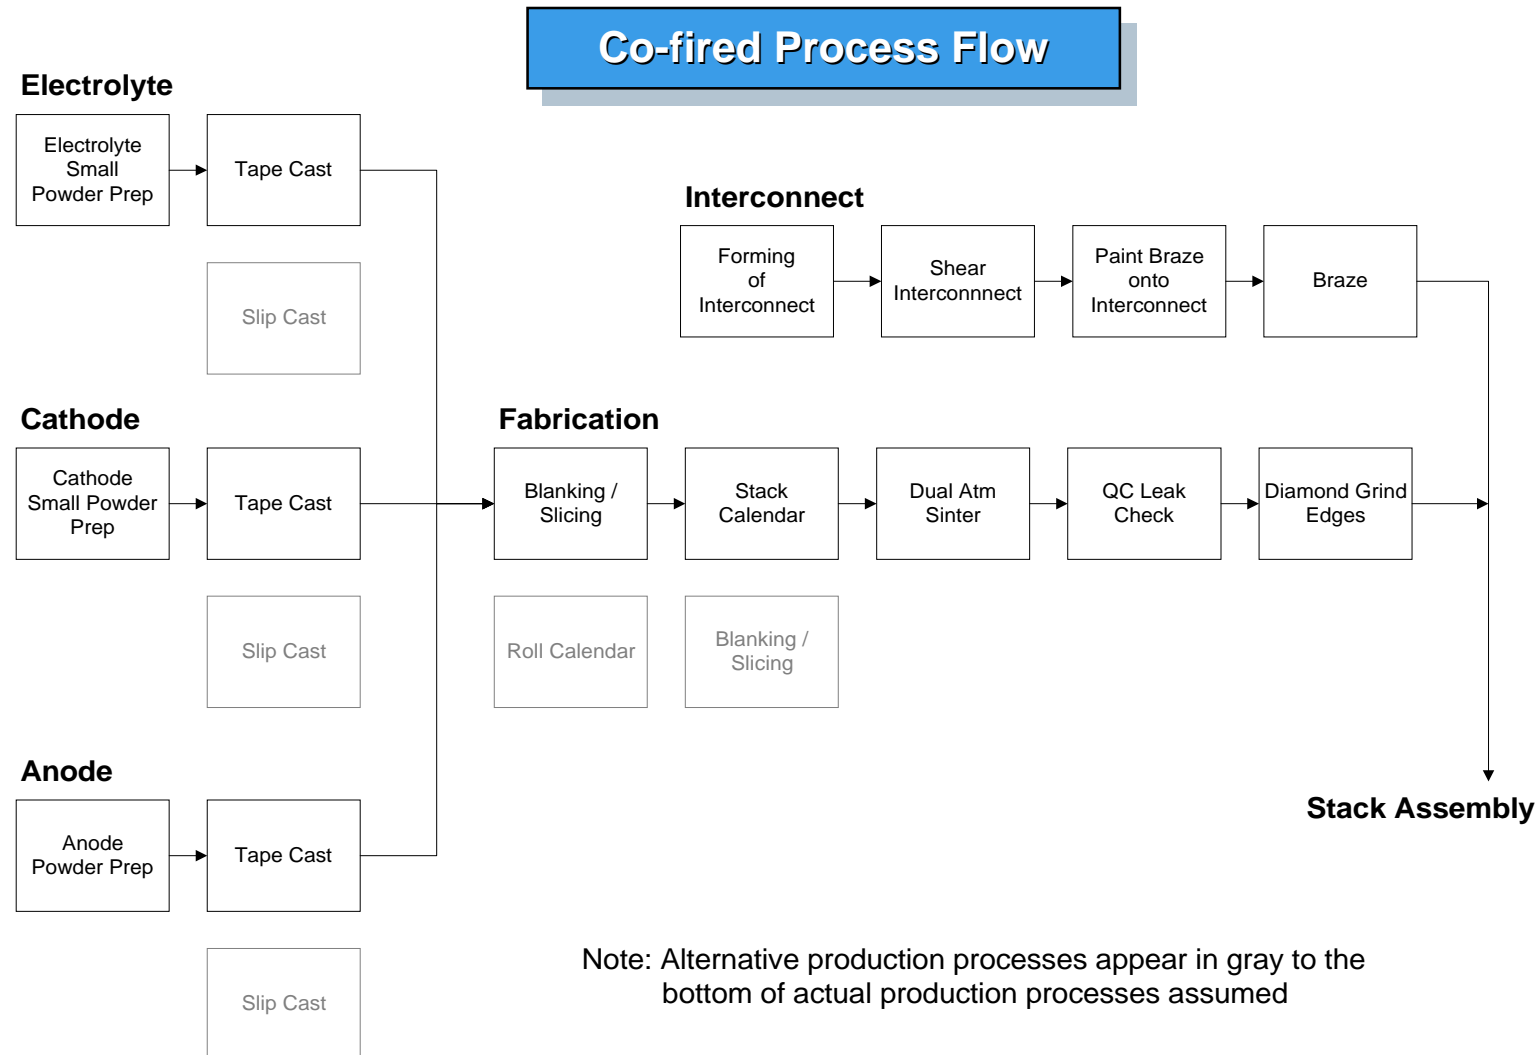 Co-fired Process Flow
Electrolyte
Electrolyte
Small
Powder Prep
Tape Cast
Slip Cast
Interconnect
Forming
of
Interconnect
Shear
Interconnnect
Paint Braze
onto
Interconnect
Braze
Cathode
Cathode
Small Powder
Prep
Tape Cast
Slip Cast
Fabrication
Blanking /
Slicing
Stack
Calendar
Dual Atm
Sinter
QC Leak
Check
Diamond Grind
Edges
Roll Calendar
Blanking /
Slicing
Anode
Anode
Powder Prep
Tape Cast
Slip Cast
Stack Assembly
Note: Alternative production processes appear in gray to the
bottom of actual production processes assumed